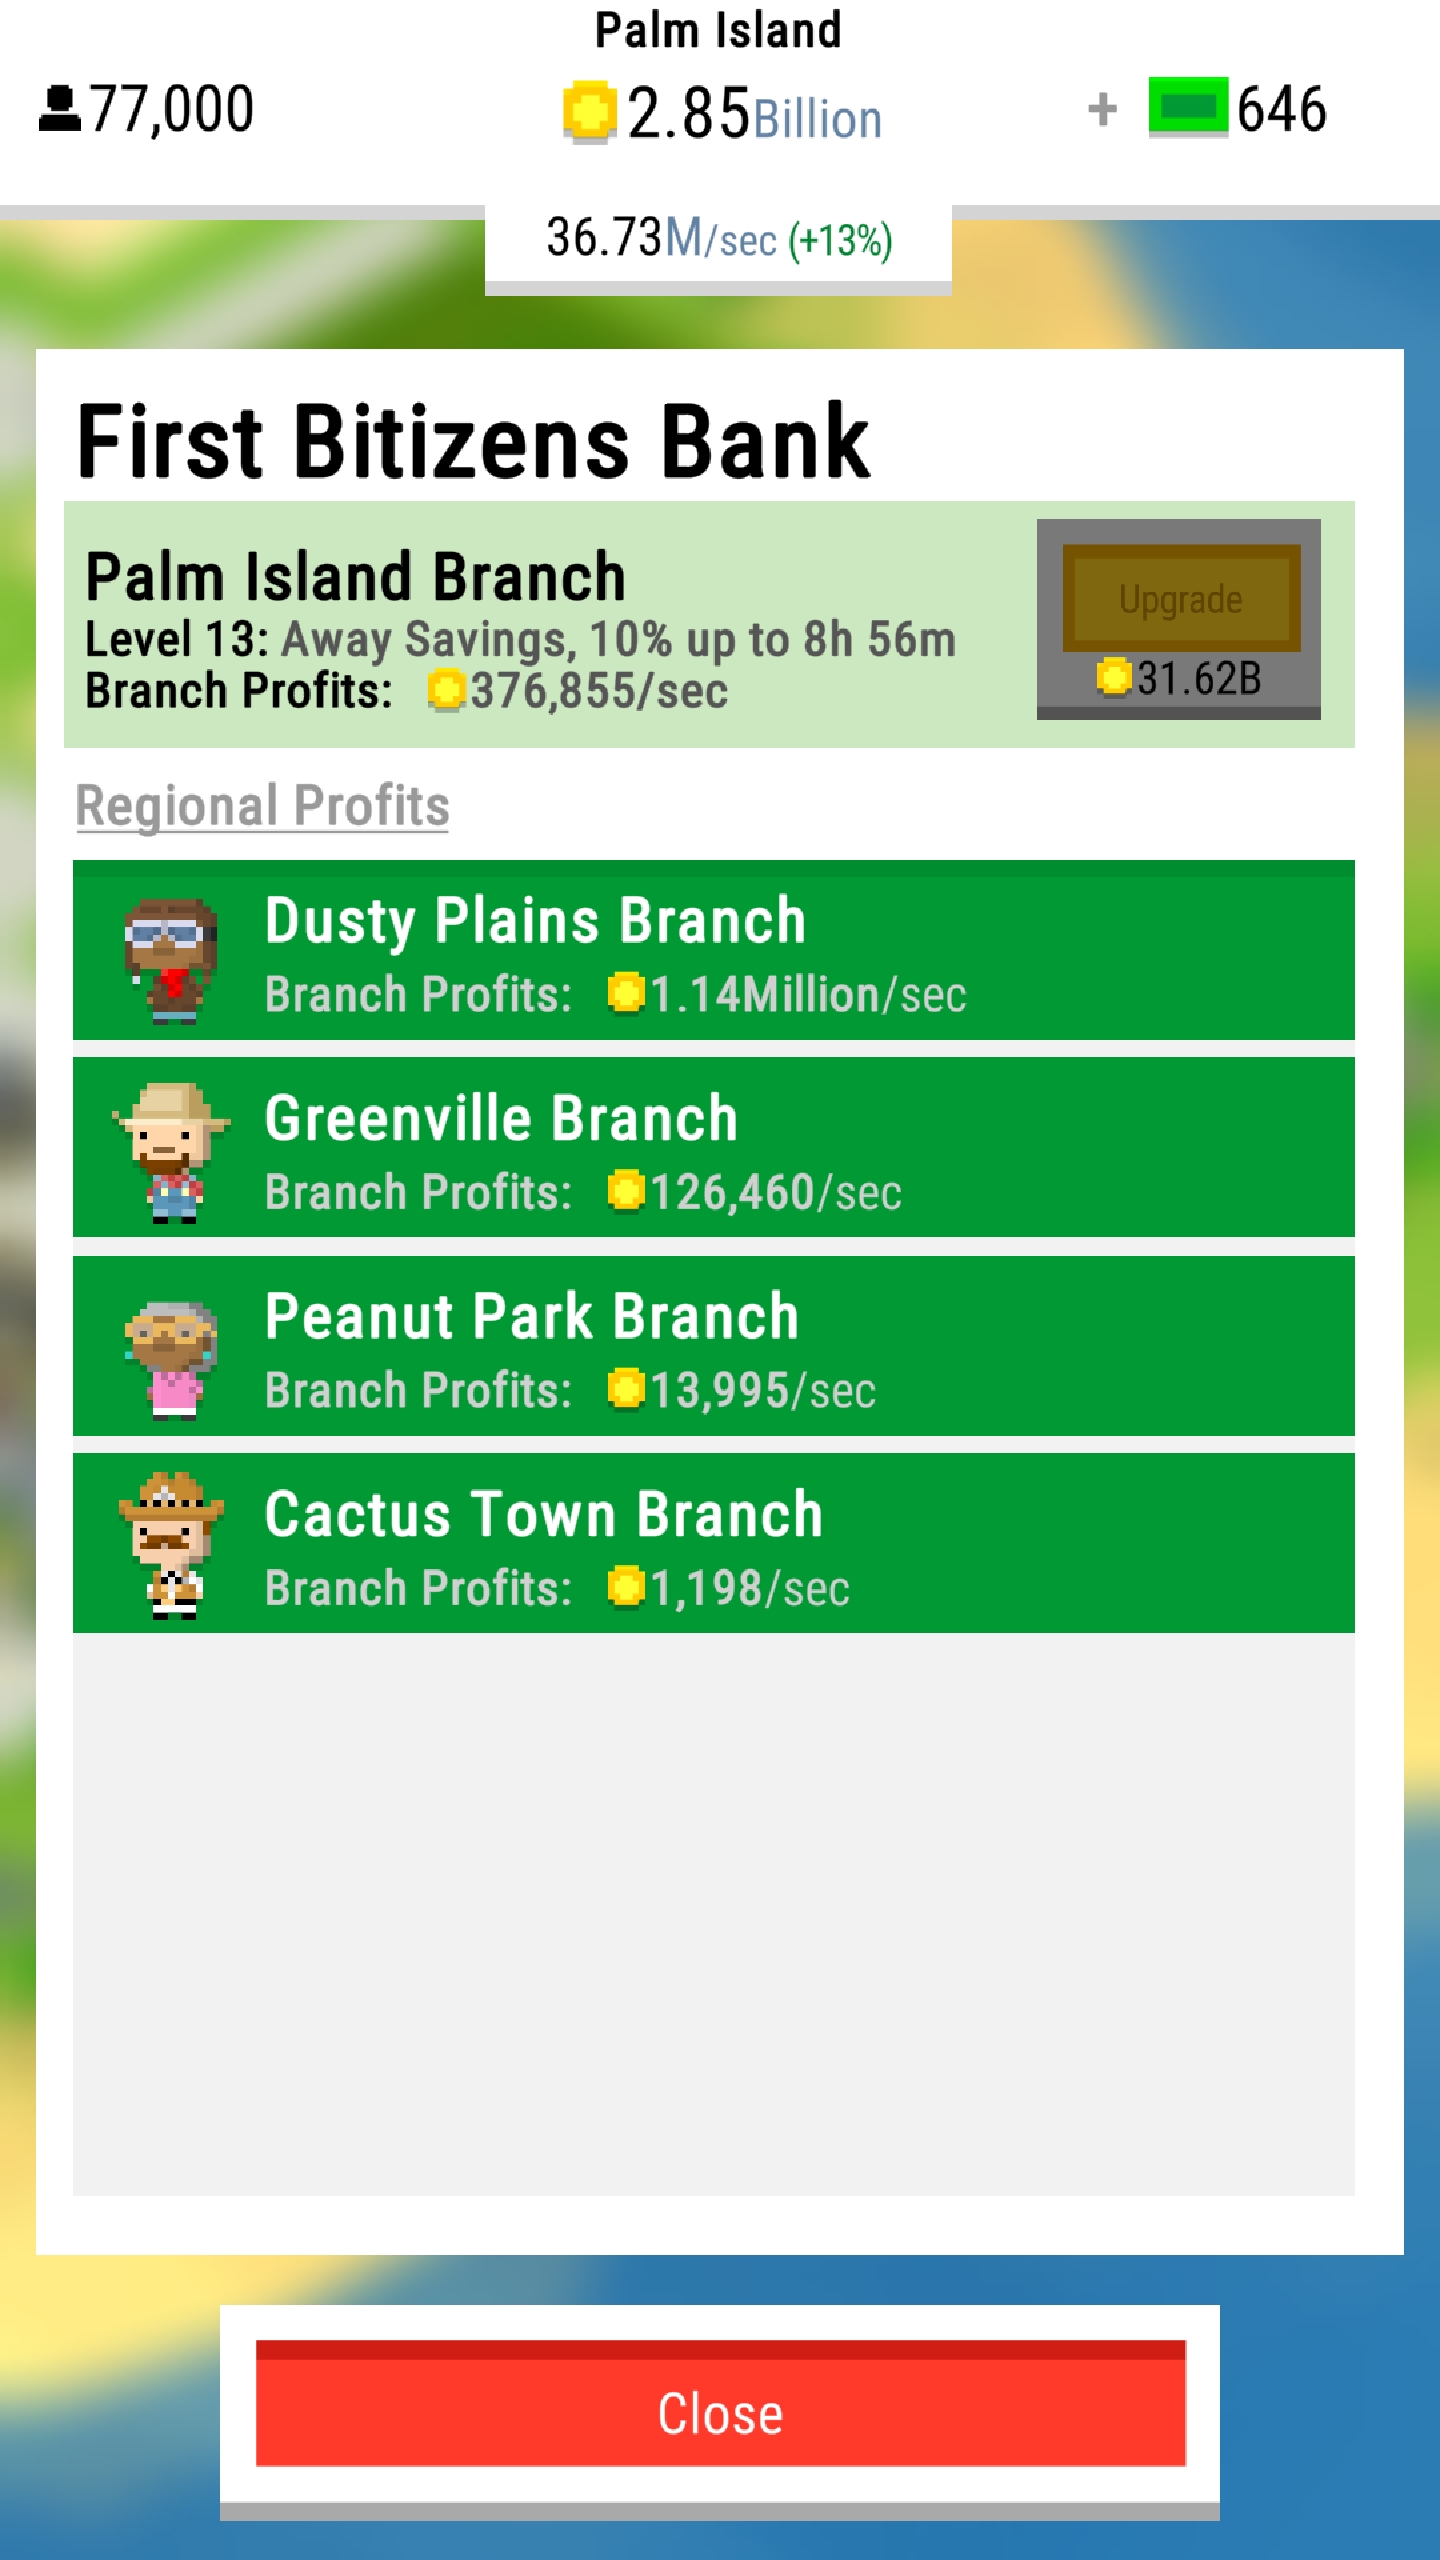 Palm Island
77,000
2.85Billion
+ 646
36.73M/sec (+13%)
First Bitizens Bank
Palm Island Branch
Level 13: Away Savings, 10% up to 8h 56m
Branch Profits: 376,855/sec
Upgrade
31.62B
Regional Profits
Dusty Plains Branch
Branch Profits: 1.14Million/sec
Greenville Branch
Branch Profits: 126,460/sec
Peanut Park Branch
Branch Profits: 13,995/sec
Cactus Town Branch
Branch Profits: 1,198/sec
Close